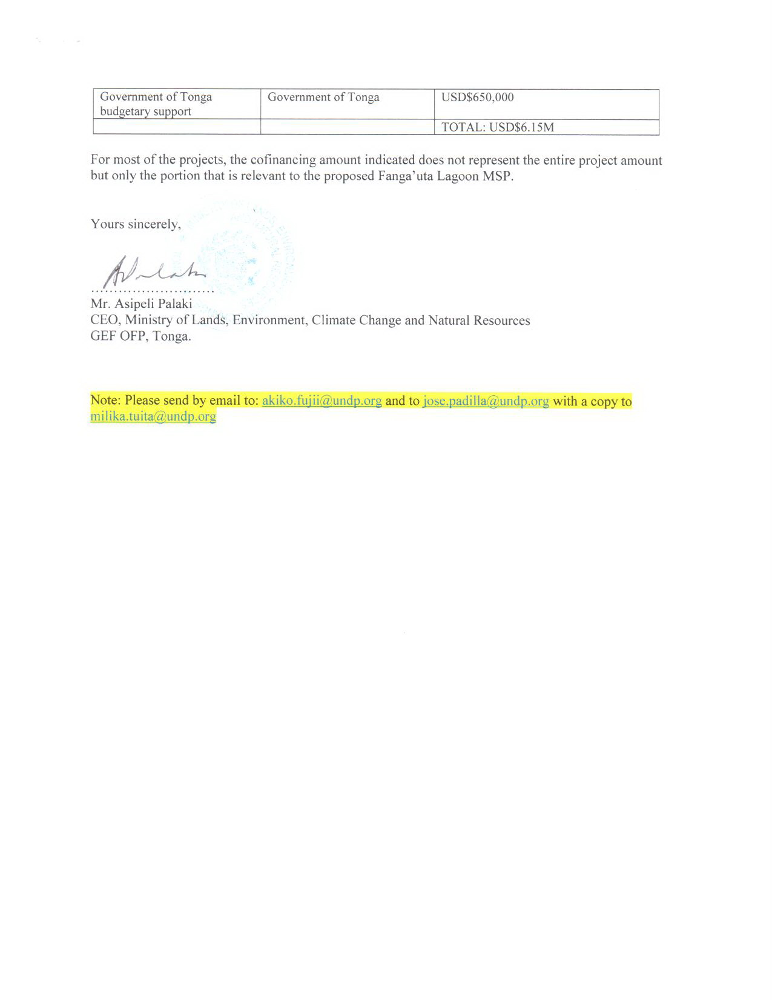 Government of Tonga Government of Tonga USD$650,000
budgetary support
TOTAL: USD$6.15M
For most of the projects, the cofinancing amount indicated does not represent the entire project amount
but only the portion that is relevant to the proposed Fanga'uta Lagoon MSP.
Yours sincerely,
..........................
Mr. Asipeli Palaki
CEO, Ministry of Lands, Environment, Climate Change and Natural Resources
GEF OFP, Tonga.
Note: Please send by email to: akiko.fujii@undp.org and to jose.padilla@undp.org with a copy to
milika.tuita@undp.org